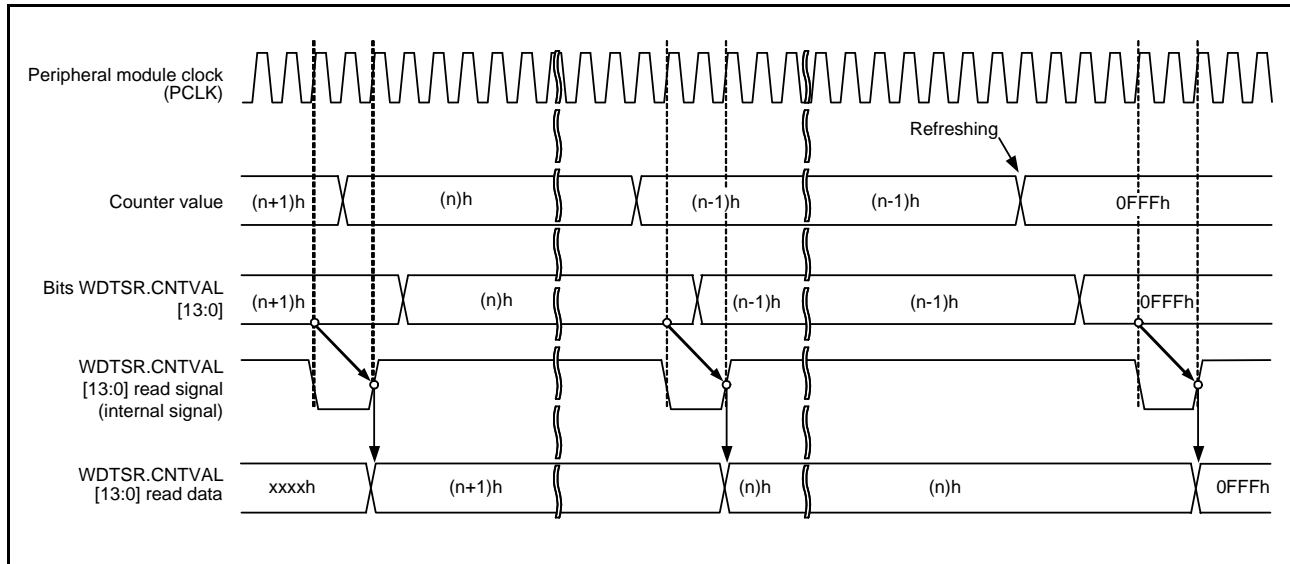 Peripheral module clock
(PCLK)
Refreshing
Counter value
(n+1)h
(n)h
(n-1)h
(n-1)h
0FFFh
Bits WDTSR.CNTVAL
[13:0]
(n+1)h
(n)h
(n-1)h
(n-1)h
0FFFh
WDTSR.CNTVAL
[13:0] read signal
(internal signal)
WDTSR.CNTVAL
[13:0] read data
xxxxh
(n+1)h
(n)h
(n)h
0FFFh